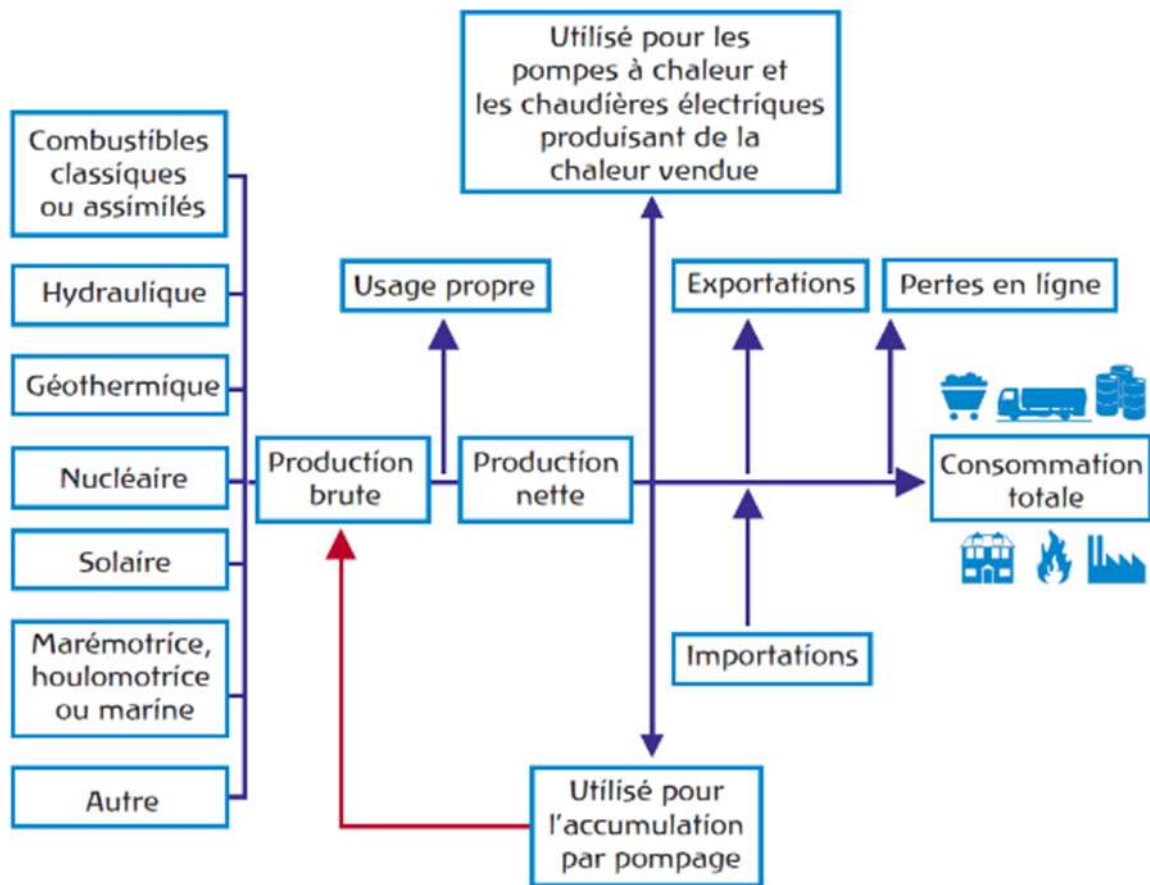 Utilisé pour les
pompes à chaleur et
les chaudières électriques
produisant de la
chaleur vendue
Combustibles
classiques
ou assimilés
Hydraulique
Usage propre
Exportations
Pertes en ligne
Géothermique
Nucléaire
Production
brute
Production
nette
Consommation
totale
Solaire
Marémotrice,
houlomotrice
ou marine
Importations
Autre
Utilisé pour
l'accumulation
par pompage